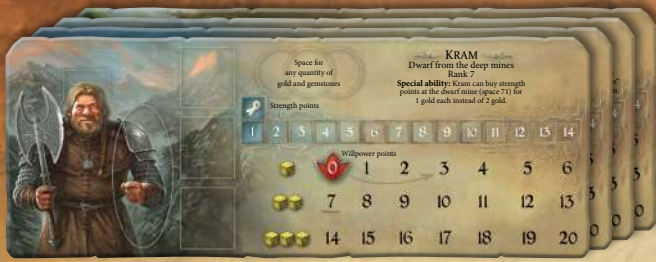 Space for
any quantity of
gold and gemstones
KRAM
Dwarf from the deep mines
Rank 7
Special ability: Kram can buy strength
points at the dwarf mine (space 71) for
1 gold each instead of 2 gold.
Strength points
1 2 3 4 5 6 7 8 9 10 11 12 13 14
Willpower points
0 1 2 3 4 5 6
7 8 9 10 11 12 13
14 15 16 17 18 19 20